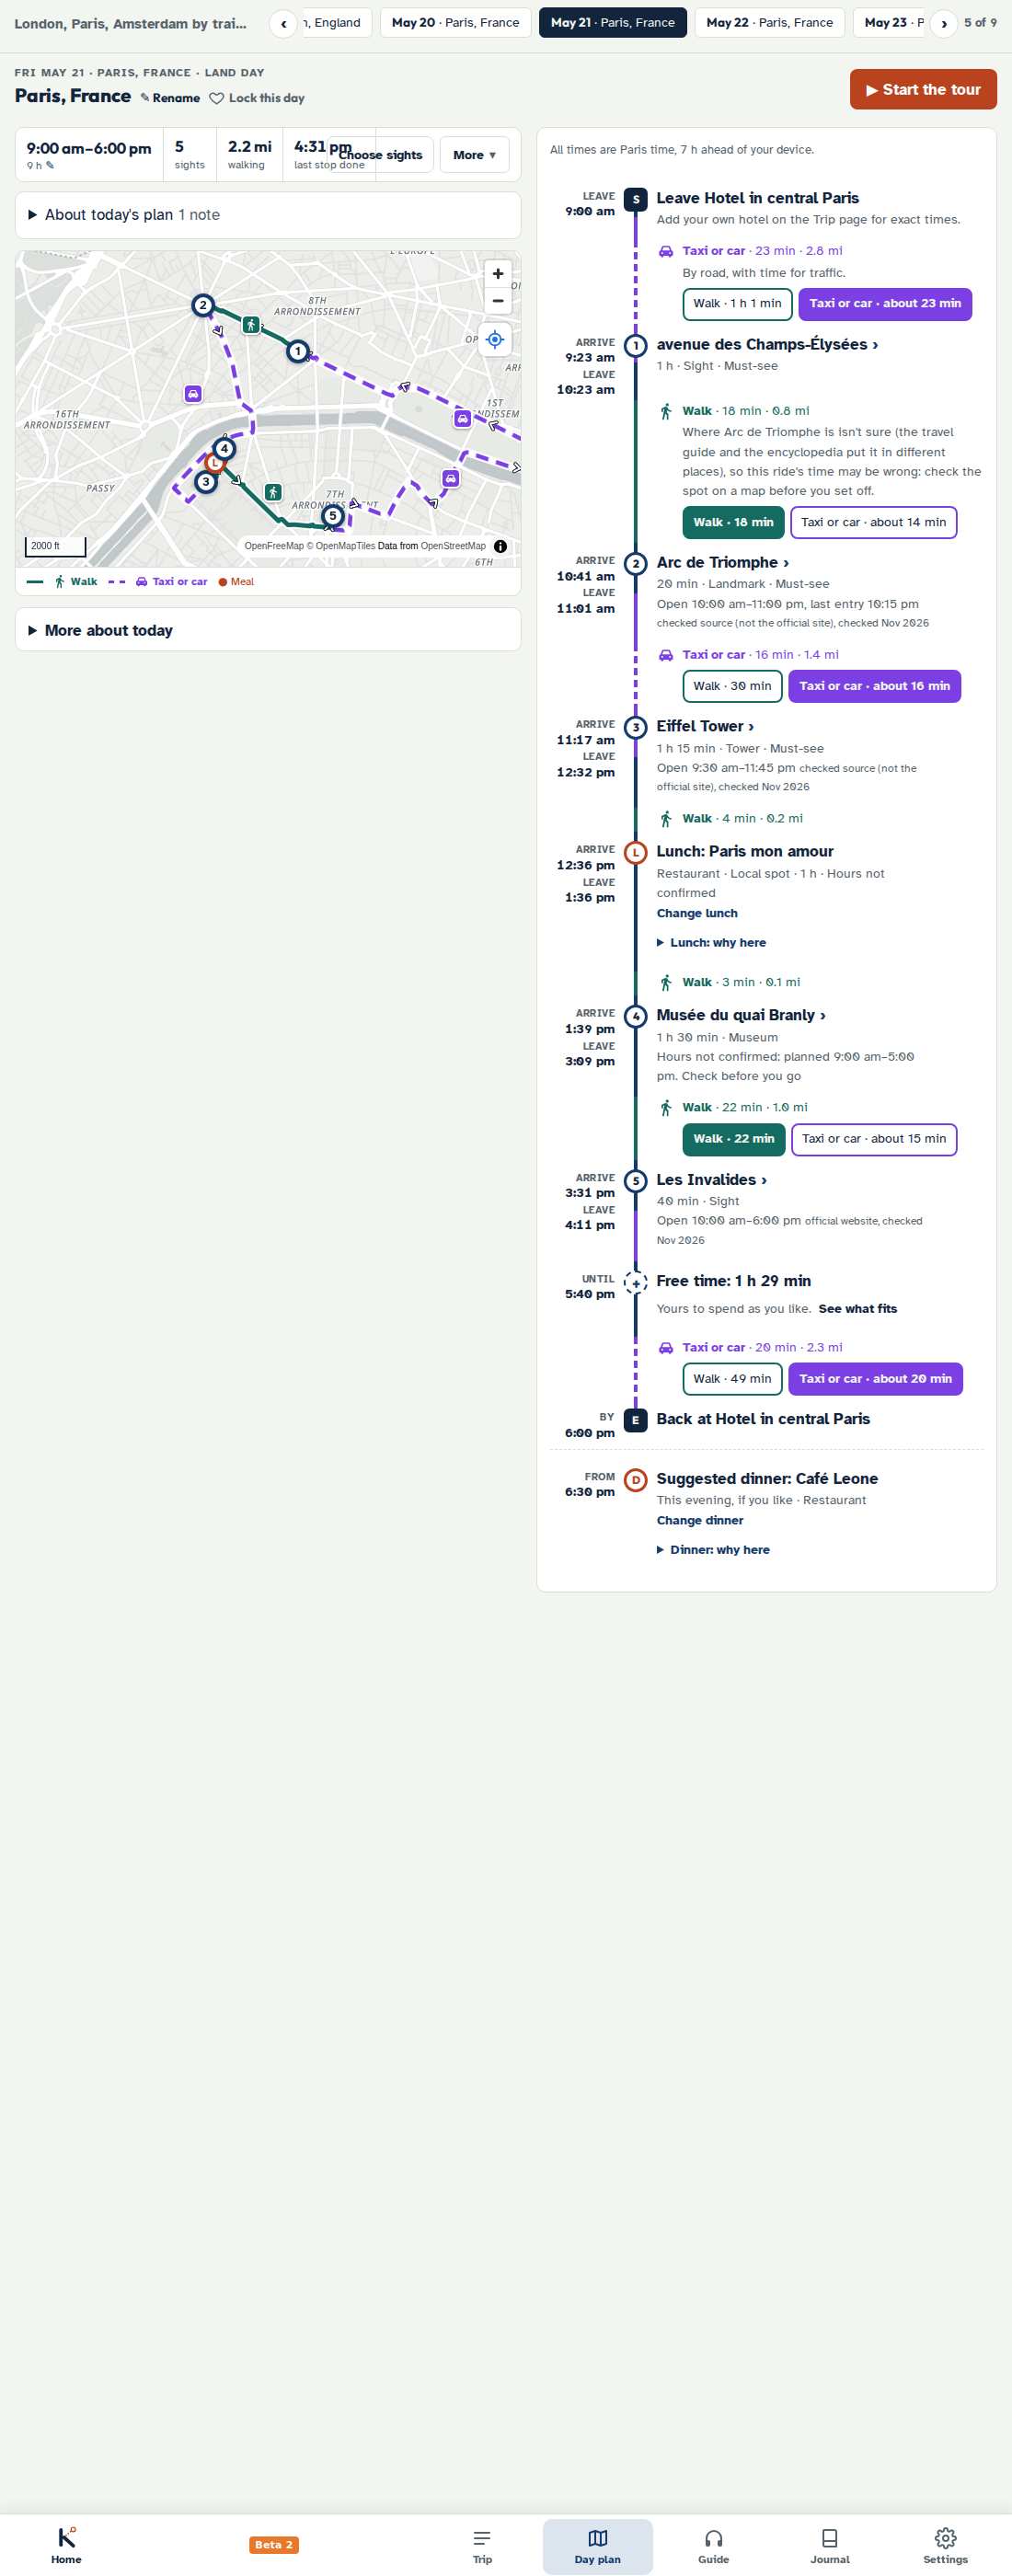 London, Paris, Amsterdam by trai...
‹
n, England
May 20 · Paris, France
May 21 · Paris, France
May 22 · Paris, France
May 23 · P
›
5 of 9
FRI MAY 21 · PARIS, FRANCE · LAND DAY
Paris, France
✎ Rename
Lock this day
▶ Start the tour
9:00 am–6:00 pm
9 h ✎
5
sights
2.2 mi
walking
4:31 pm
last stop done
Choose sights
More ▾
▶ About today's plan 1 note
8TH
ARRONDISSEMENT
16TH
ARRONDISSEMENT
1ST
PASSY
7TH
6TH
2
1
4
L
3
5
+
−
2000 ft
OpenFreeMap © OpenMapTiles Data from OpenStreetMap
Walk
Taxi or car
Meal
▶ More about today
All times are Paris time, 7 h ahead of your device.
LEAVE
9:00 am
S
Leave Hotel in central Paris
Add your own hotel on the Trip page for exact times.
Taxi or car · 23 min · 2.8 mi
By road, with time for traffic.
Walk · 1 h 1 min
Taxi or car · about 23 min
ARRIVE
9:23 am
LEAVE
10:23 am
1
avenue des Champs-Élysées ›
1 h · Sight · Must-see
Walk · 18 min · 0.8 mi
Where Arc de Triomphe is isn't sure (the travel
guide and the encyclopedia put it in different
places), so this ride's time may be wrong: check the
spot on a map before you set off.
Walk · 18 min
Taxi or car · about 14 min
ARRIVE
10:41 am
LEAVE
11:01 am
2
Arc de Triomphe ›
20 min · Landmark · Must-see
Open 10:00 am–11:00 pm, last entry 10:15 pm
checked source (not the official site), checked Nov 2026
Taxi or car · 16 min · 1.4 mi
Walk · 30 min
Taxi or car · about 16 min
ARRIVE
11:17 am
LEAVE
12:32 pm
3
Eiffel Tower ›
1 h 15 min · Tower · Must-see
Open 9:30 am–11:45 pm checked source (not the
official site), checked Nov 2026
Walk · 4 min · 0.2 mi
ARRIVE
12:36 pm
LEAVE
1:36 pm
L
Lunch: Paris mon amour
Restaurant · Local spot · 1 h · Hours not
confirmed
Change lunch
▶ Lunch: why here
Walk · 3 min · 0.1 mi
ARRIVE
1:39 pm
LEAVE
3:09 pm
4
Musée du quai Branly ›
1 h 30 min · Museum
Hours not confirmed: planned 9:00 am–5:00
pm. Check before you go
Walk · 22 min · 1.0 mi
Walk · 22 min
Taxi or car · about 15 min
ARRIVE
3:31 pm
LEAVE
4:11 pm
5
Les Invalides ›
40 min · Sight
Open 10:00 am–6:00 pm official website, checked
Nov 2026
UNTIL
5:40 pm
+
Free time: 1 h 29 min
Yours to spend as you like. See what fits
Taxi or car · 20 min · 2.3 mi
Walk · 49 min
Taxi or car · about 20 min
BY
6:00 pm
E
Back at Hotel in central Paris
FROM
6:30 pm
D
Suggested dinner: Café Leone
This evening, if you like · Restaurant
Change dinner
▶ Dinner: why here
Home
Beta 2
Trip
Day plan
Guide
Journal
Settings